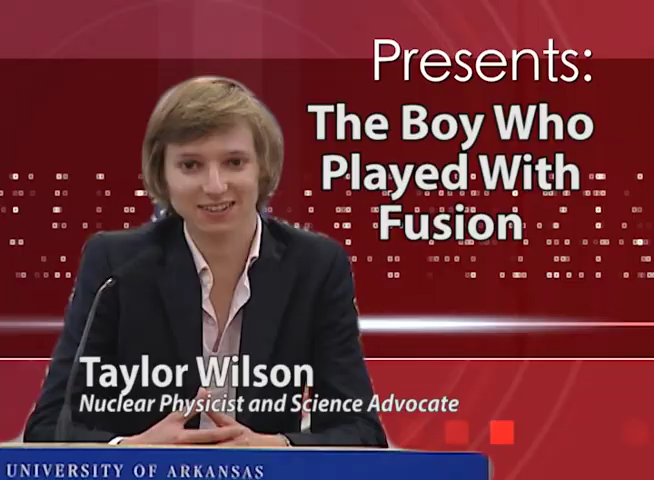 Presents:
The Boy Who
Played With
Fusion
Taylor Wilson
Nuclear Physicist and Science Advocate
UNIVERSITY OF ARKANSAS